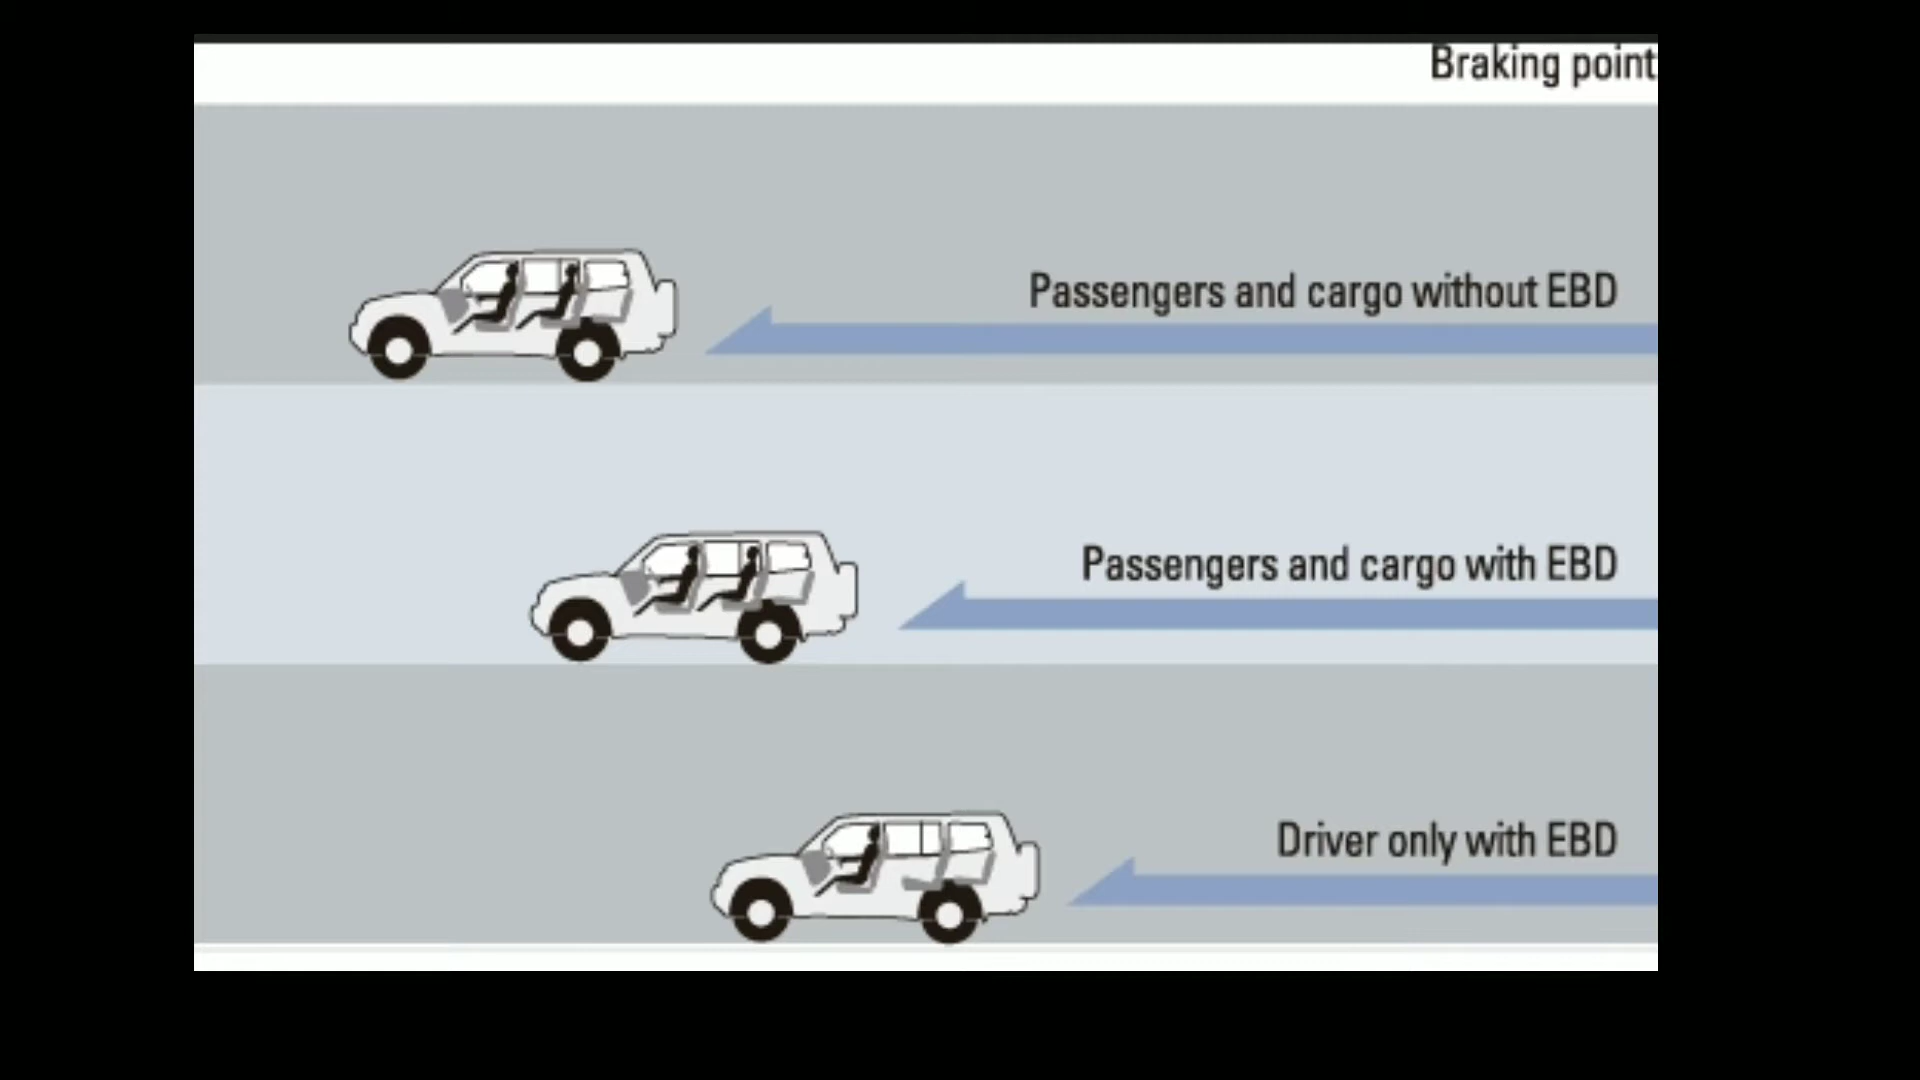 Braking point
Passengers and cargo without EBD
Passengers and cargo with EBD
Driver only with EBD